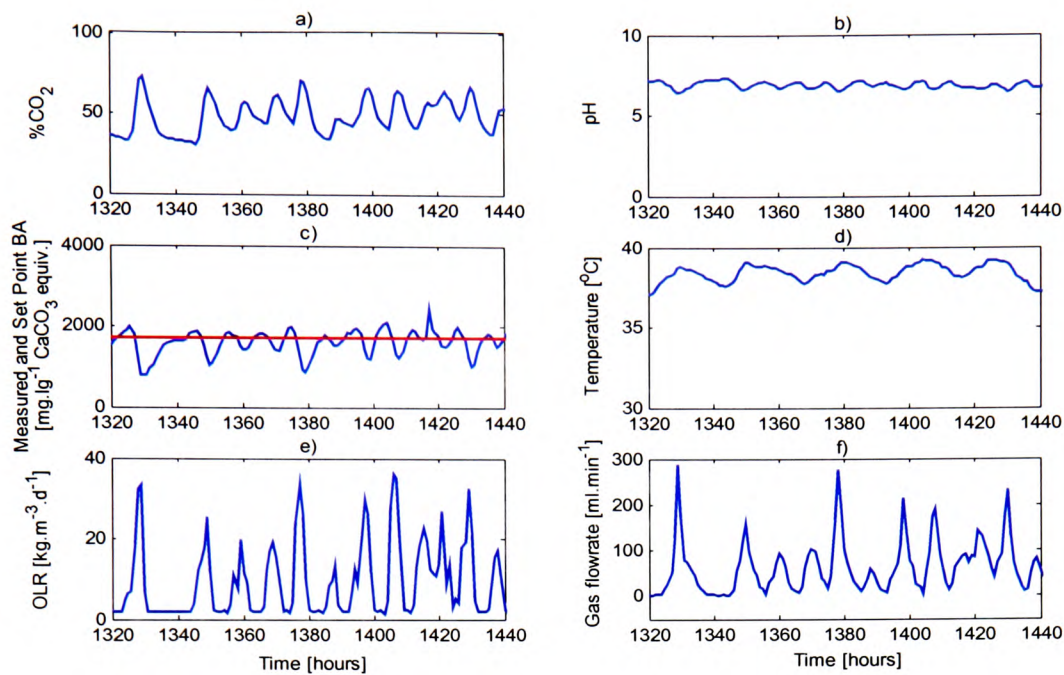 a)
100
50
0
%CO2
1320 1340 1360 1380 1400 1420 1440
b)
10
5
0
pH
1320 1340 1360 1380 1400 1420 1440
c)
4000
2000
0
Measured and Set Point BA
[mg.lg-1 CaCO3 equiv.]
1320 1340 1360 1380 1400 1420 1440
d)
40
35
30
Temperature [oC]
1320 1340 1360 1380 1400 1420 1440
e)
40
20
0
OLR [kg.m-3.d-1]
1320 1340 1360 1380 1400 1420 1440
Time [hours]
f)
300
200
100
0
Gas flowrate [ml.min-1]
1320 1340 1360 1380 1400 1420 1440
Time [hours]